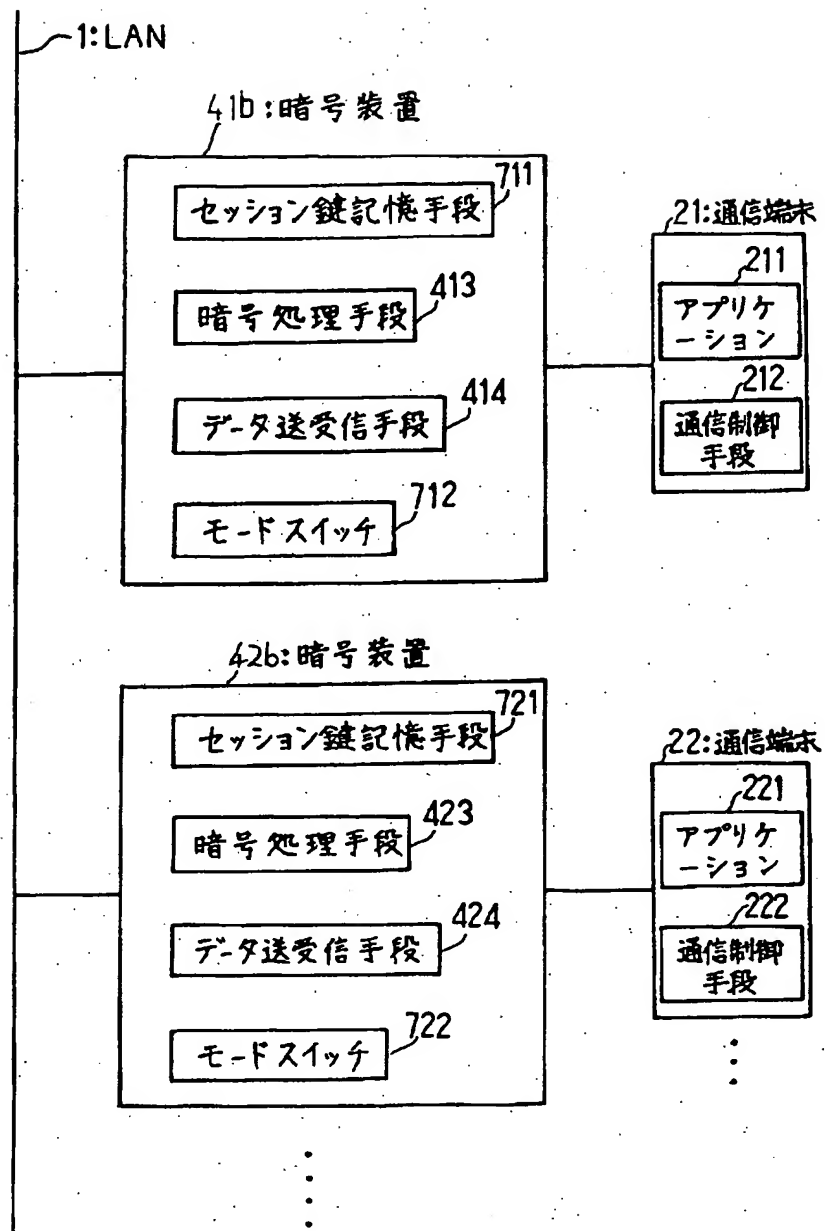 1:LAN
41b:暗号装置
711
セッション鍵記憶手段
413
暗号処理手段
414
データ送受信手段
712
モードスイッチ
21:通信端末
211
アプリケ
ーション
212
通信制御
手段
42b:暗号装置
721
セッション鍵記憶手段
423
暗号処理手段
424
データ送受信手段
722
モードスイッチ
22:通信端末
221
アプリケ
ーション
222
通信制御
手段